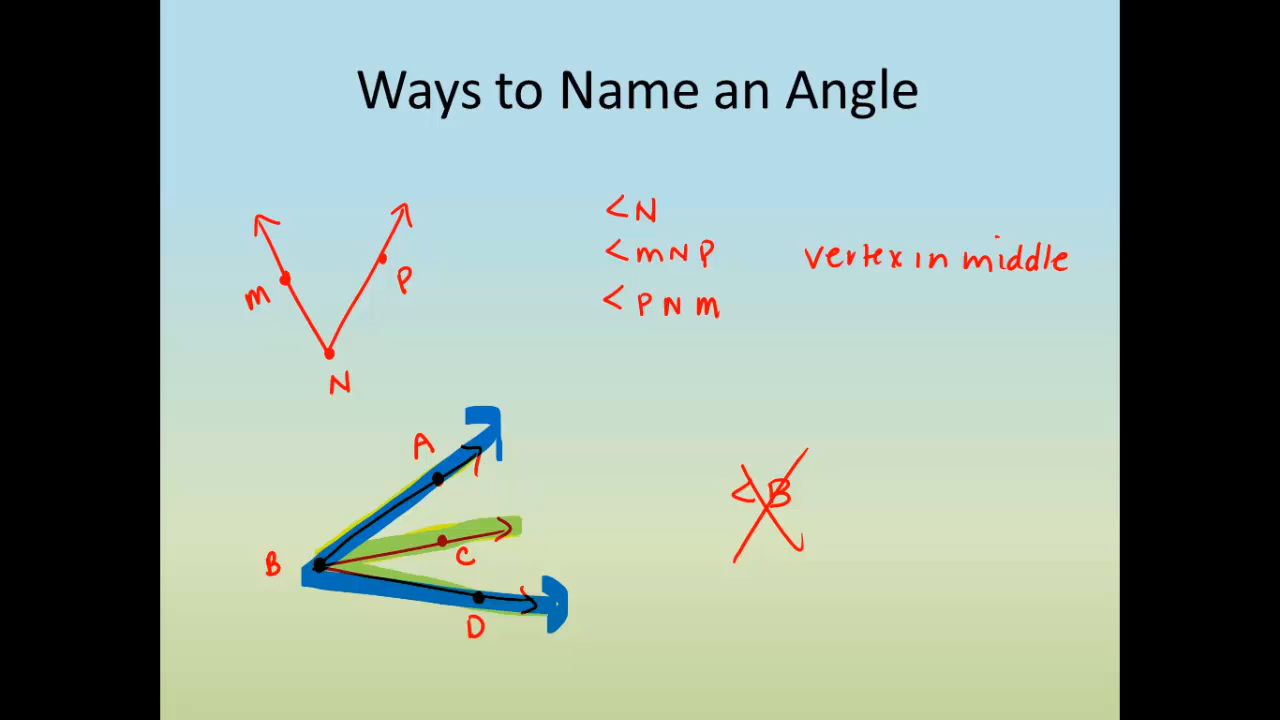 Ways to Name an Angle
<N
<mNP vertex in middle
<PNm
m
P
N
A
B
C
D
<B